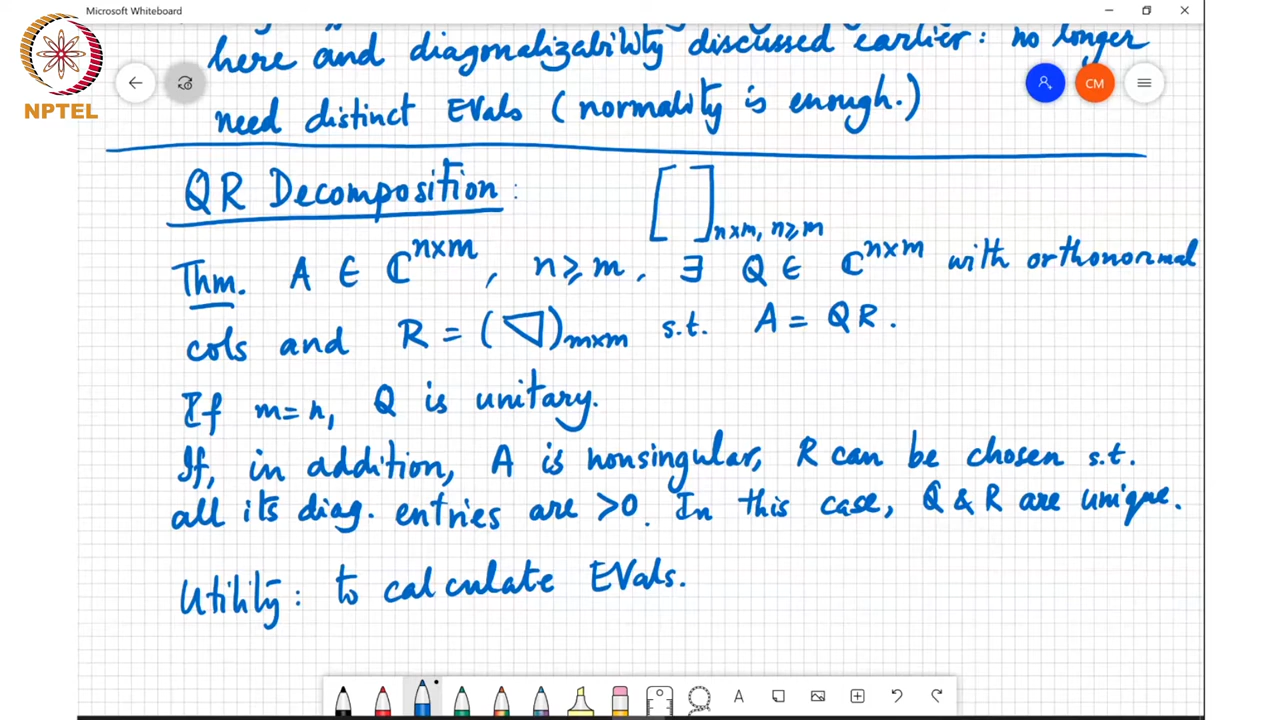 Microsoft Whiteboard
here and diagonalizability discussed earlier: no longer
need distinct EVals (normality is enough.)
NPTEL
CM
QR Decomposition:
[ ]n×m, n≥m
Thm. A ∈ ℂ^{n×m}, n≥m, ∃ Q ∈ ℂ^{n×m} with orthonormal
cols and R = (▽)_{m×m} s.t. A = QR.
If m=n, Q is unitary.
If, in addition, A is nonsingular, R can be chosen s.t.
all its diag. entries are >0. In this case, Q & R are unique.
Utility: to calculate EVals.
A